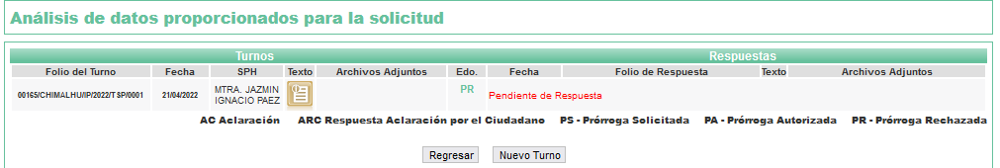 Análisis de datos proporcionados para la solicitud
Turnos Respuestas
Folio del Turno Fecha SPH Texto Archivos Adjuntos Edo. Fecha Folio de Respuesta Texto Archivos Adjuntos
00165/CHIMALHU/IP/2022/TSP/0001 21/04/2022 MTRA. JAZMIN IGNACIO PAEZ PR Pendiente de Respuesta
AC Aclaración ARC Respuesta Aclaración por el Ciudadano PS - Prórroga Solicitada PA - Prórroga Autorizada PR - Prórroga Rechazada
Regresar Nuevo Turno